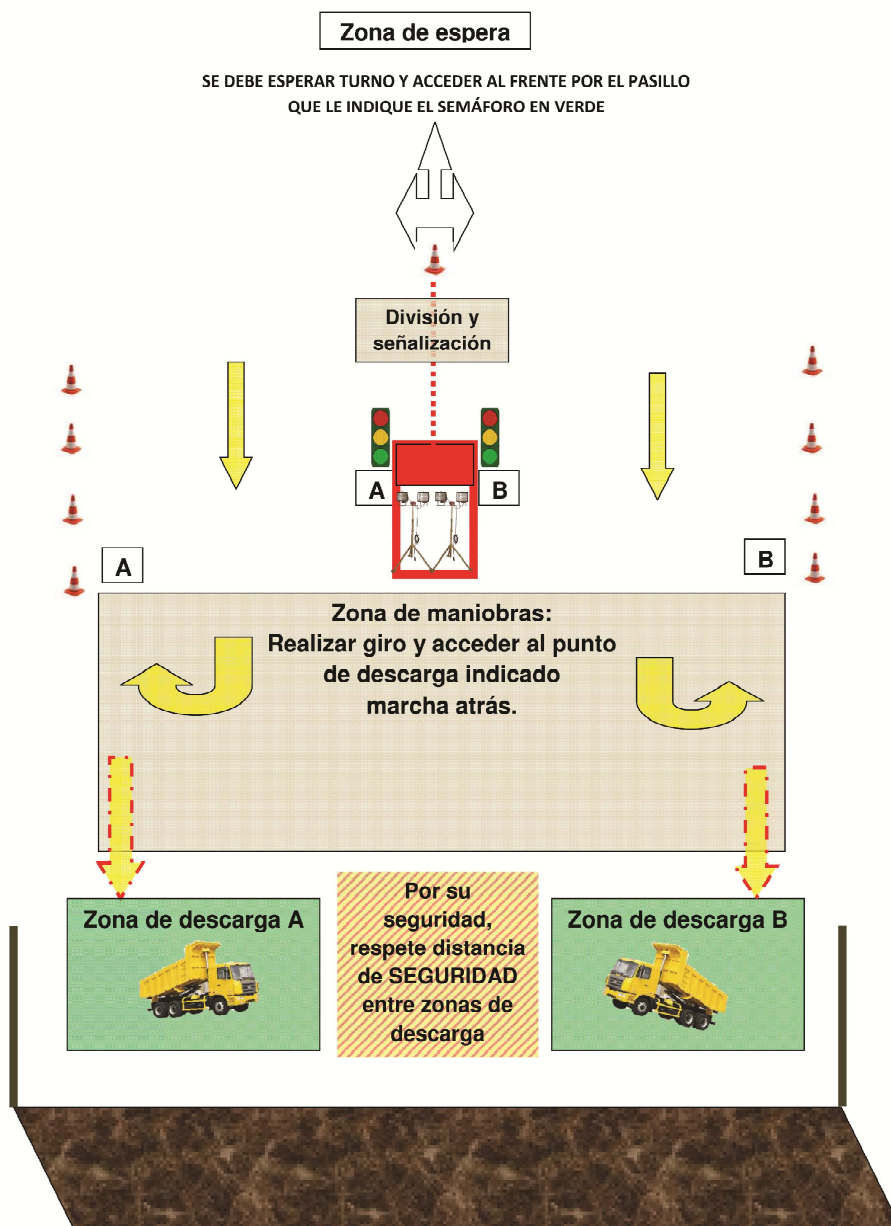 Zona de espera
SE DEBE ESPERAR TURNO Y ACCEDER AL FRENTE POR EL PASILLO
QUE LE INDIQUE EL SEMÁFORO EN VERDE
División y
señalización
A
B
A
B
Zona de maniobras:
Realizar giro y acceder al punto
de descarga indicado
marcha atrás.
Zona de descarga A
Por su
seguridad,
respete distancia
de SEGURIDAD
entre zonas de
descarga
Zona de descarga B